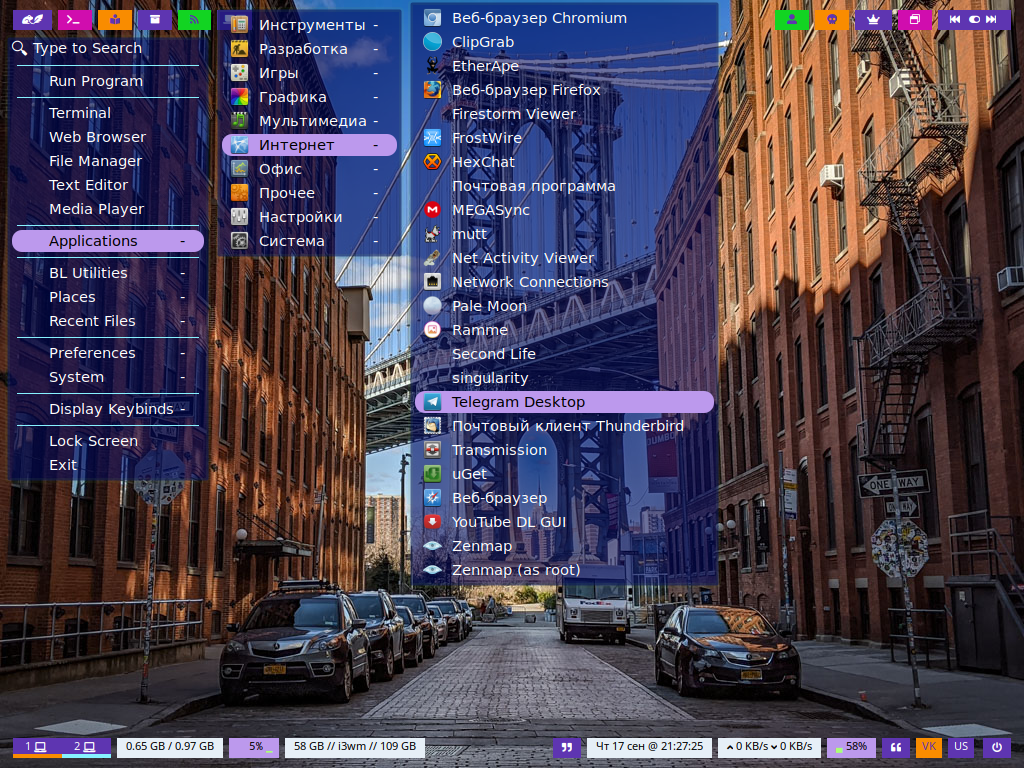 Type to Search
Run Program
Terminal
Web Browser
File Manager
Text Editor
Media Player
Applications -
BL Utilities -
Places -
Recent Files -
Preferences -
System -
Display Keybinds -
Lock Screen
Exit
Инструменты -
Разработка -
Игры -
Графика -
Мультимедиа -
Интернет -
Офис -
Прочее -
Настройки -
Система -
Веб-браузер Chromium
ClipGrab
EtherApe
Веб-браузер Firefox
Firestorm Viewer
FrostWire
HexChat
Почтовая программа
MEGASync
mutt
Net Activity Viewer
Network Connections
Pale Moon
Ramme
Second Life
singularity
Telegram Desktop
Почтовый клиент Thunderbird
Transmission
uGet
Веб-браузер
YouTube DL GUI
Zenmap
Zenmap (as root)
ONE WAY
ONE WAY
FedEx
1
2
0.65 GB / 0.97 GB
5%
58 GB // i3wm // 109 GB
Чт 17 сен @ 21:27:25
0 KB/s 0 KB/s
58%
VK
US